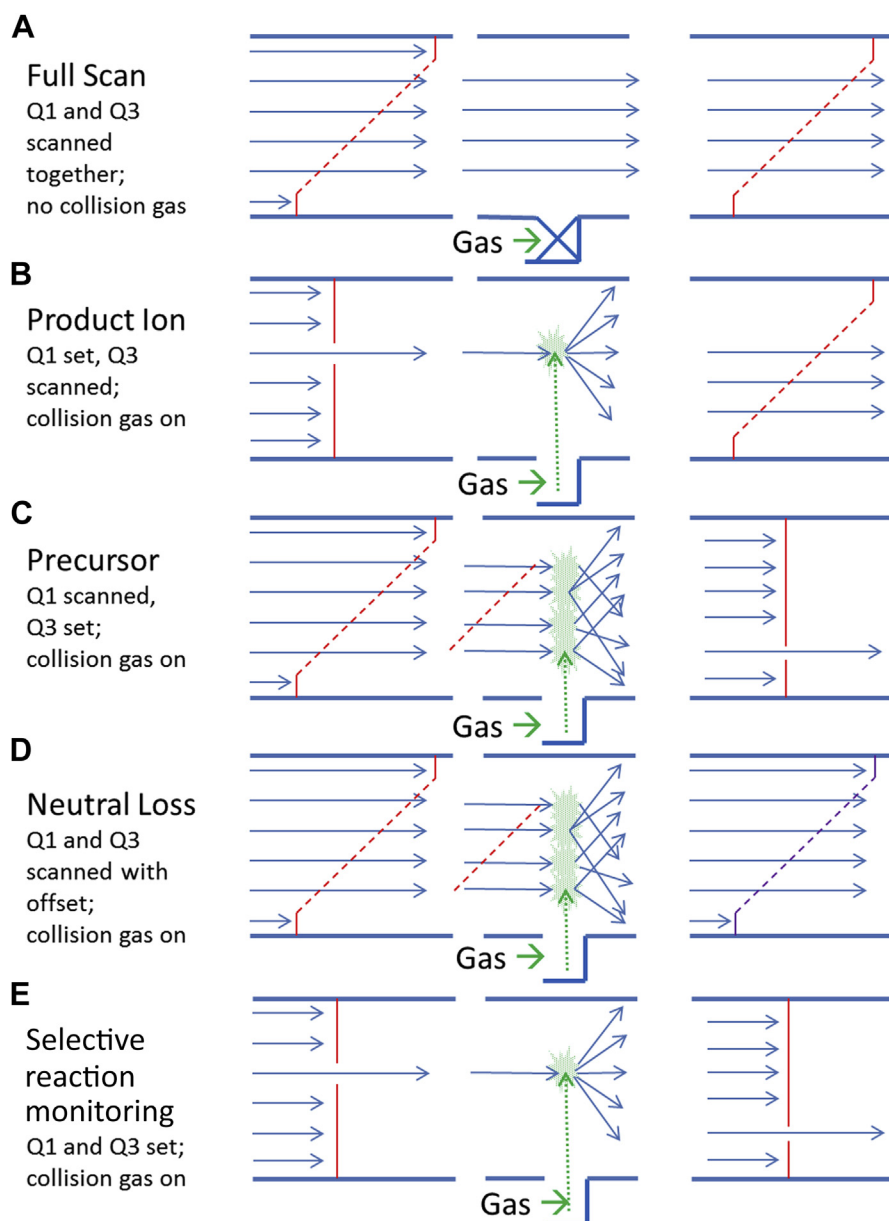 A
Full Scan
Q1 and Q3
scanned
together;
no collision gas
Gas
B
Product Ion
Q1 set, Q3
scanned;
collision gas on
Gas
C
Precursor
Q1 scanned,
Q3 set;
collision gas on
Gas
D
Neutral Loss
Q1 and Q3
scanned with
offset;
collision gas on
Gas
E
Selective
reaction
monitoring
Q1 and Q3 set;
collision gas on
Gas